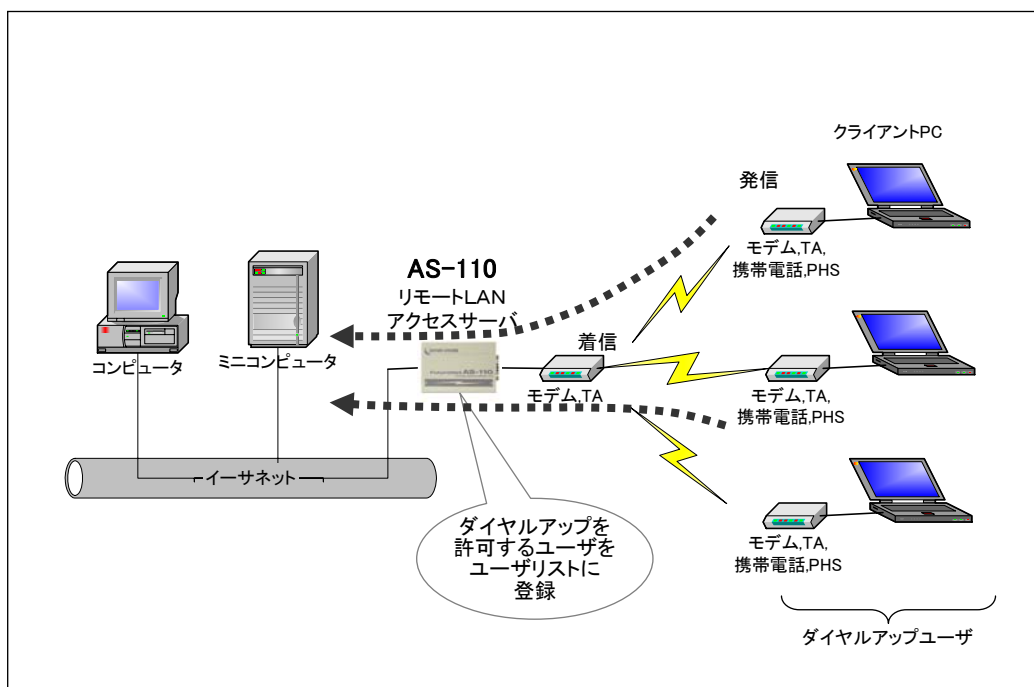 クライアントPC
発信
モデム,TA,
携帯電話,PHS
AS-110
リモートLAN
アクセスサーバ
着信
コンピュータ
ミニコンピュータ
AS-110
モデム,TA
モデム,TA,
携帯電話,PHS
イーサネット
ダイヤルアップを
許可するユーザを
ユーザリストに
登録
モデム,TA,
携帯電話,PHS
ダイヤルアップユーザ